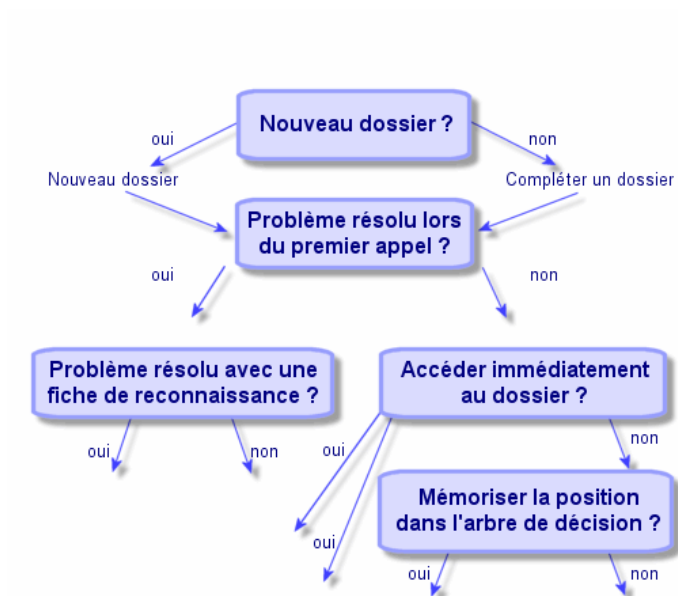 Nouveau dossier ?
oui
non
Nouveau dossier
Compléter un dossier
Problème résolu lors
du premier appel ?
oui
non
Problème résolu avec une
fiche de reconnaissance ?
Accéder immédiatement
au dossier ?
oui
non
oui
non
Mémoriser la position
dans l'arbre de décision ?
oui
oui
non